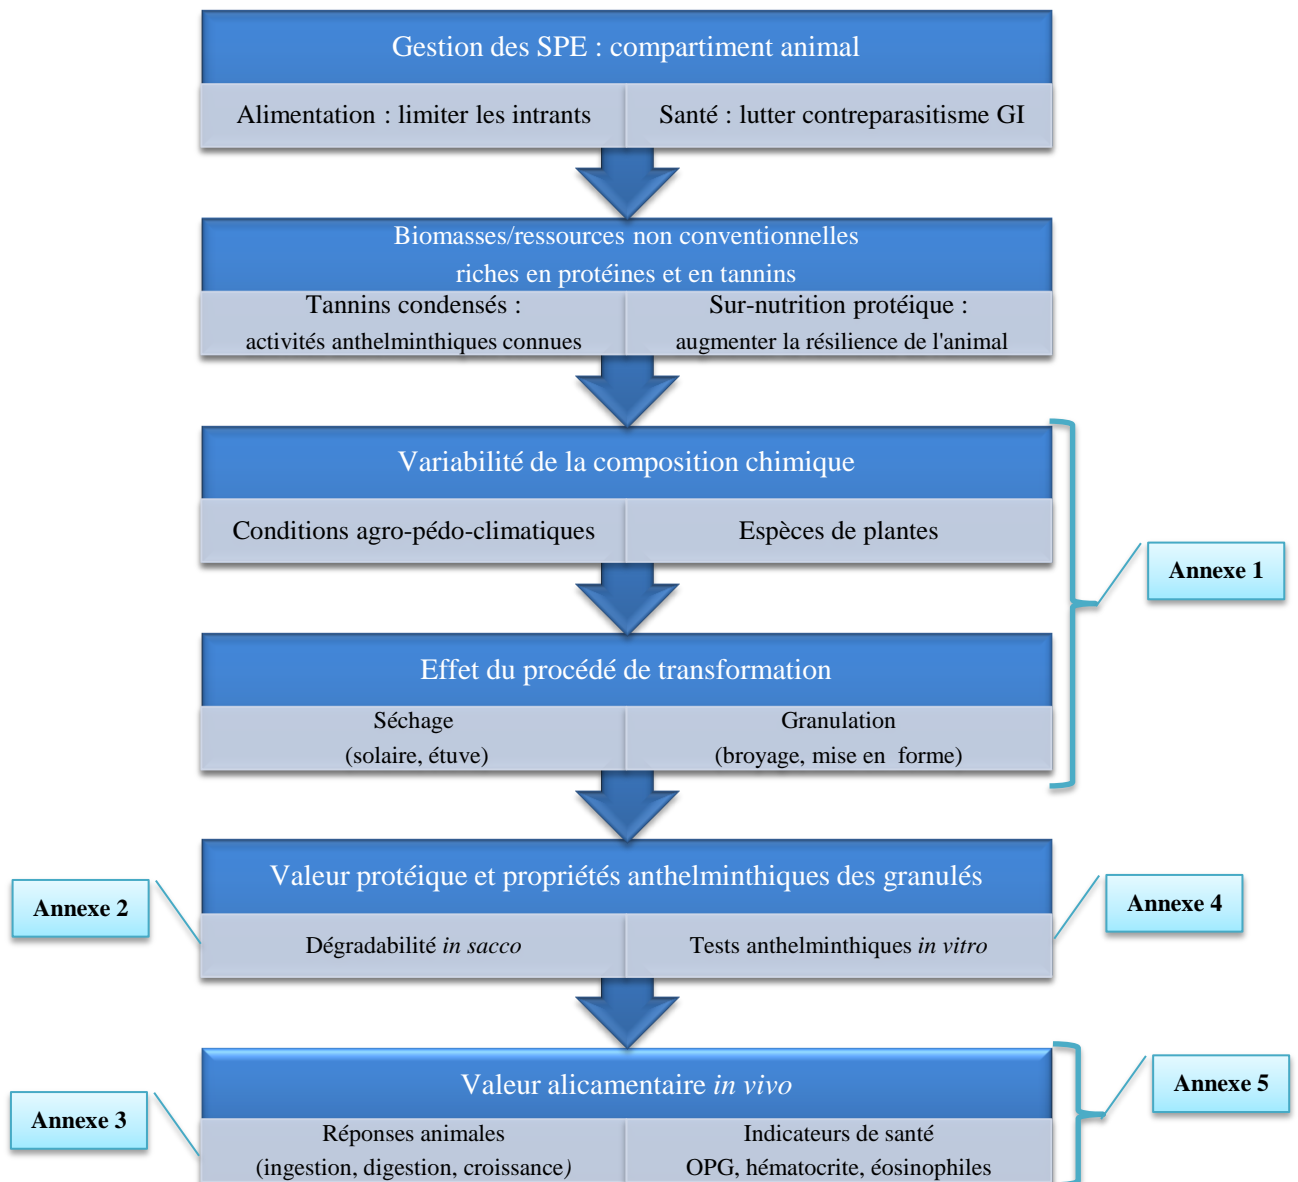 Gestion des SPE : compartiment animal
Alimentation : limiter les intrants
Santé : lutter contreparasitisme GI
Biomasses/ressources non conventionnelles
riches en protéines et en tannins
Tannins condensés :
activités anthelminthiques connues
Sur-nutrition protéique :
augmenter la résilience de l'animal
Variabilité de la composition chimique
Conditions agro-pédo-climatiques
Espèces de plantes
Annexe 1
Effet du procédé de transformation
Séchage
(solaire, étuve)
Granulation
(broyage, mise en forme)
Valeur protéique et propriétés anthelminthiques des granulés
Annexe 2
Dégradabilité in sacco
Tests anthelminthiques in vitro
Annexe 4
Valeur alicamentaire in vivo
Annexe 5
Annexe 3
Réponses animales
(ingestion, digestion, croissance)
Indicateurs de santé
OPG, hématocrite, éosinophiles